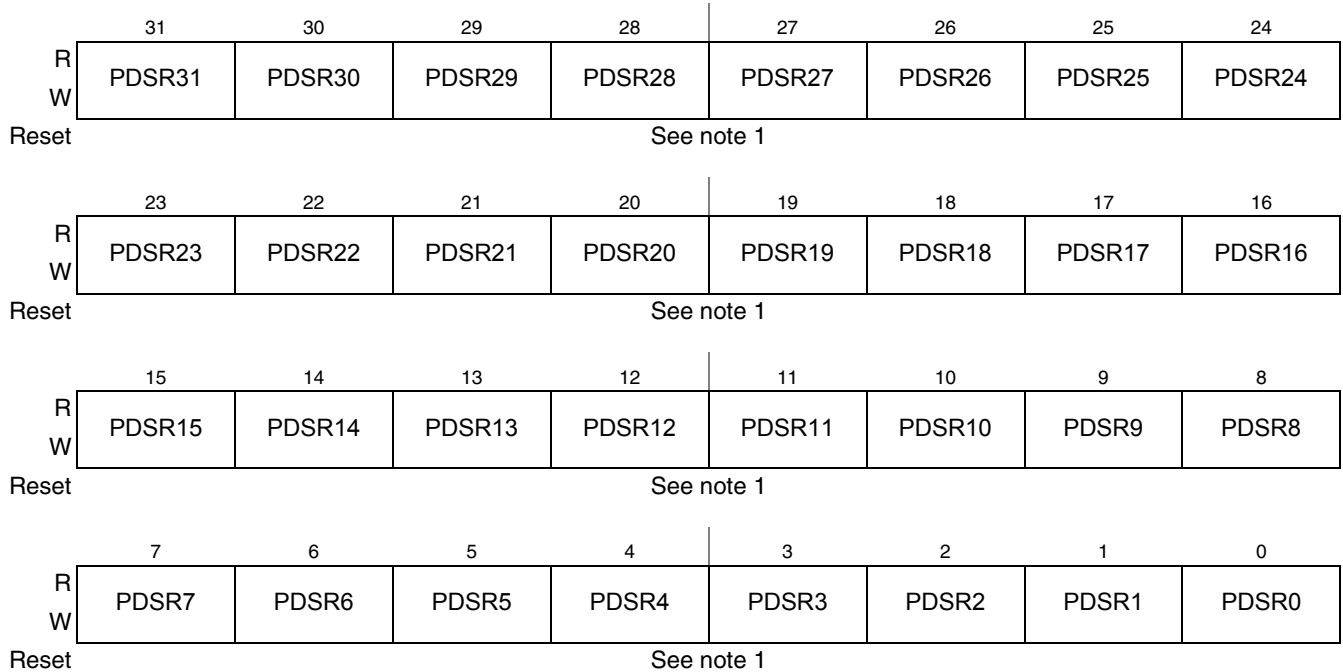 31 30 29 28 27 26 25 24
R
PDSR31 PDSR30 PDSR29 PDSR28 PDSR27 PDSR26 PDSR25 PDSR24
W
Reset See note 1
23 22 21 20 19 18 17 16
R
PDSR23 PDSR22 PDSR21 PDSR20 PDSR19 PDSR18 PDSR17 PDSR16
W
Reset See note 1
15 14 13 12 11 10 9 8
R
PDSR15 PDSR14 PDSR13 PDSR12 PDSR11 PDSR10 PDSR9 PDSR8
W
Reset See note 1
7 6 5 4 3 2 1 0
R
PDSR7 PDSR6 PDSR5 PDSR4 PDSR3 PDSR2 PDSR1 PDSR0
W
Reset See note 1